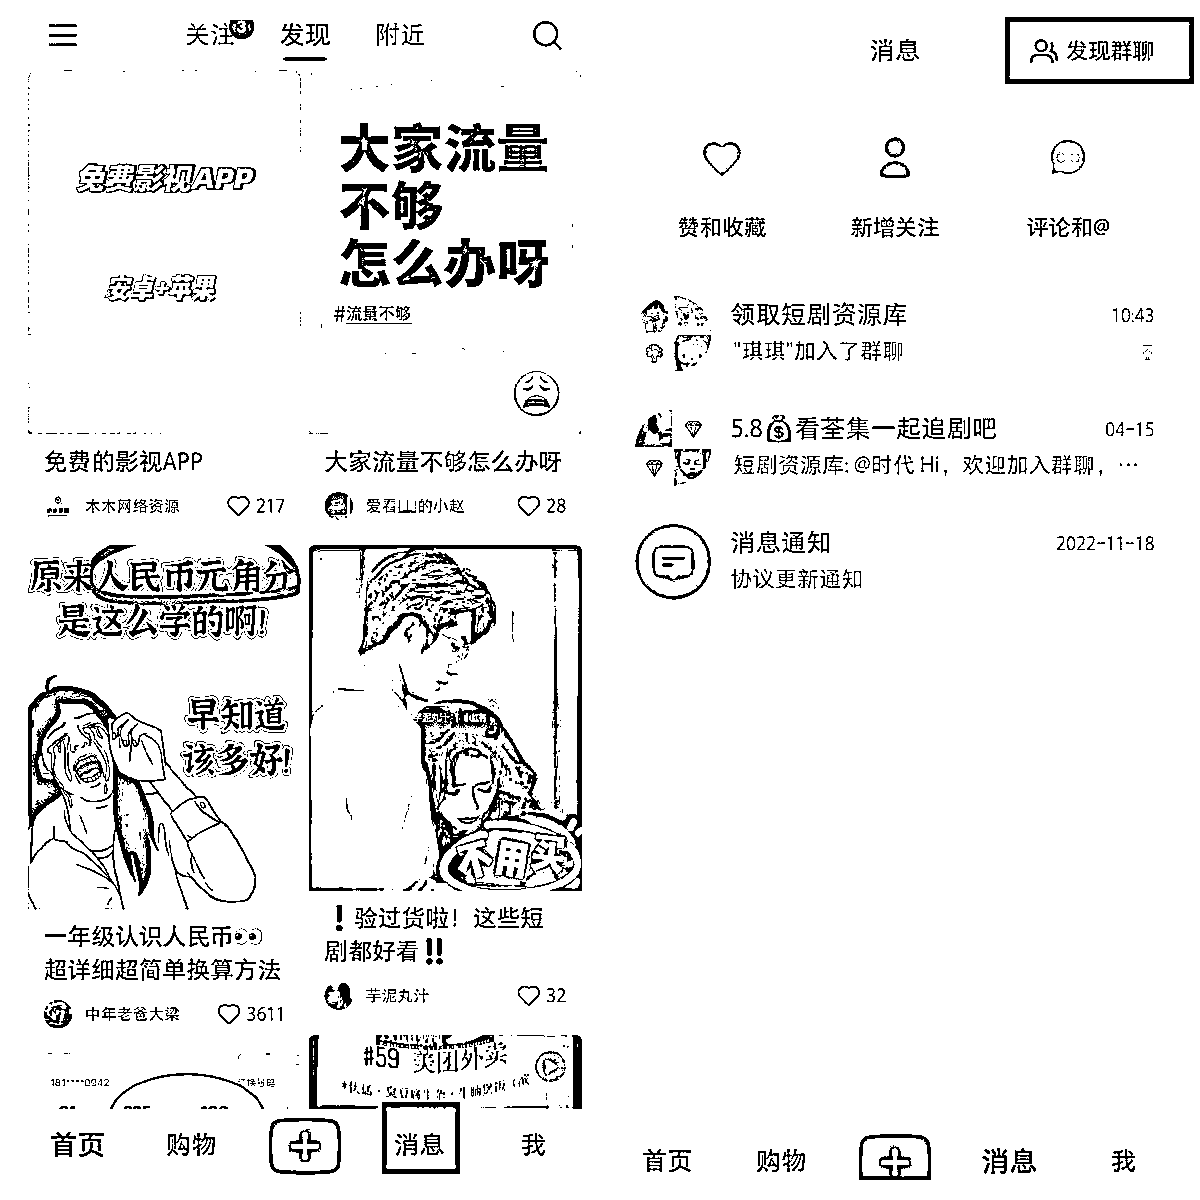 关注
发现
附近
免费影视APP
安卓+苹果
大家流量
不够
怎么办呀
#流量不够
免费的影视APP
木木网络资源
217
大家流量不够怎么办呀
28
原来人民币元角分
是这么学的啊!
早知道
该多好!
不用买
一年级认识人民币👀
超详细超简单换算方法
中年老爸大梁
3611
❗验过货啦!这些短
剧都好看‼
芋泥丸汁
32
#59 美团外卖
181****0942
首页
购物
消息
我
消息
发现群聊
赞和收藏
新增关注
评论和@
领取短剧资源库
10:43
"琪琪"加入了群聊
5.8💰看荃集一起追剧吧
04-15
短剧资源库:@时代 Hi，欢迎加入群聊，…
消息通知
2022-11-18
协议更新通知
首页
购物
消息
我